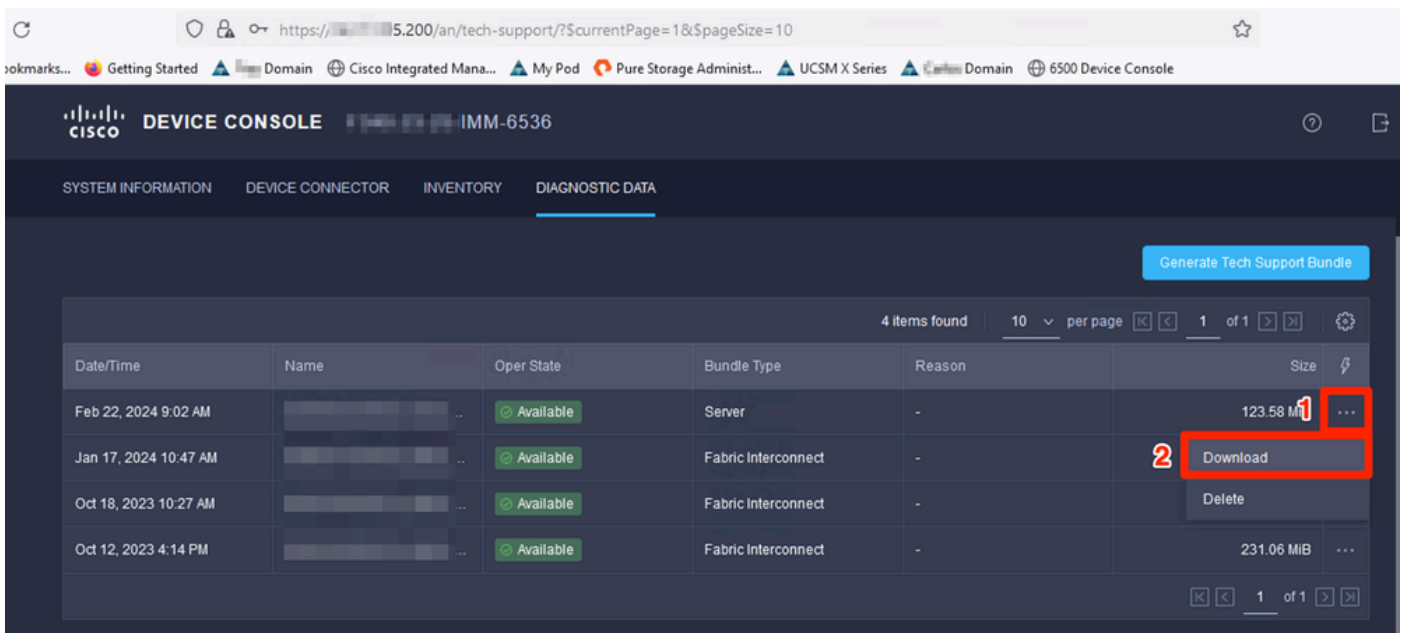 https:// 5.200/an/tech-support/?$currentPage=1&$pageSize=10
ookmarks... Getting Started Domain Cisco Integrated Mana... My Pod Pure Storage Administ... UCSM X Series Domain 6500 Device Console
CISCO DEVICE CONSOLE IMM-6536
SYSTEM INFORMATION DEVICE CONNECTOR INVENTORY DIAGNOSTIC DATA
Generate Tech Support Bundle
4 items found 10 per page 1 of 1
Date/Time Name Oper State Bundle Type Reason Size
Feb 22, 2024 9:02 AM ... Available Server - 123.58 1 ...
Jan 17, 2024 10:47 AM ... Available Fabric Interconnect - 2 Download
Oct 18, 2023 10:27 AM ... Available Fabric Interconnect - Delete
Oct 12, 2023 4:14 PM ... Available Fabric Interconnect - 231.06 MiB ...
1 of 1